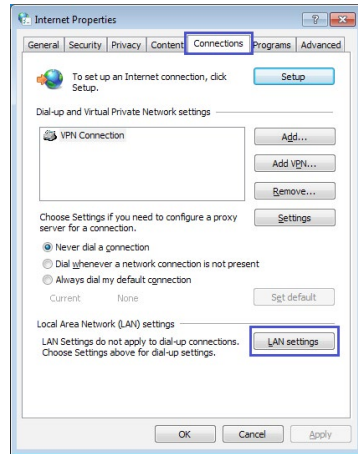 Internet Properties
General Security Privacy Content Connections Programs Advanced
To set up an Internet connection, click Setup.
Setup
Dial-up and Virtual Private Network settings
VPN Connection
Add...
Add VPN...
Remove...
Choose Settings if you need to configure a proxy
server for a connection.
Settings
Never dial a connection
Dial whenever a network connection is not present
Always dial my default connection
Current None
Set default
Local Area Network (LAN) settings
LAN Settings do not apply to dial-up connections.
Choose Settings above for dial-up settings.
LAN settings
OK Cancel Apply